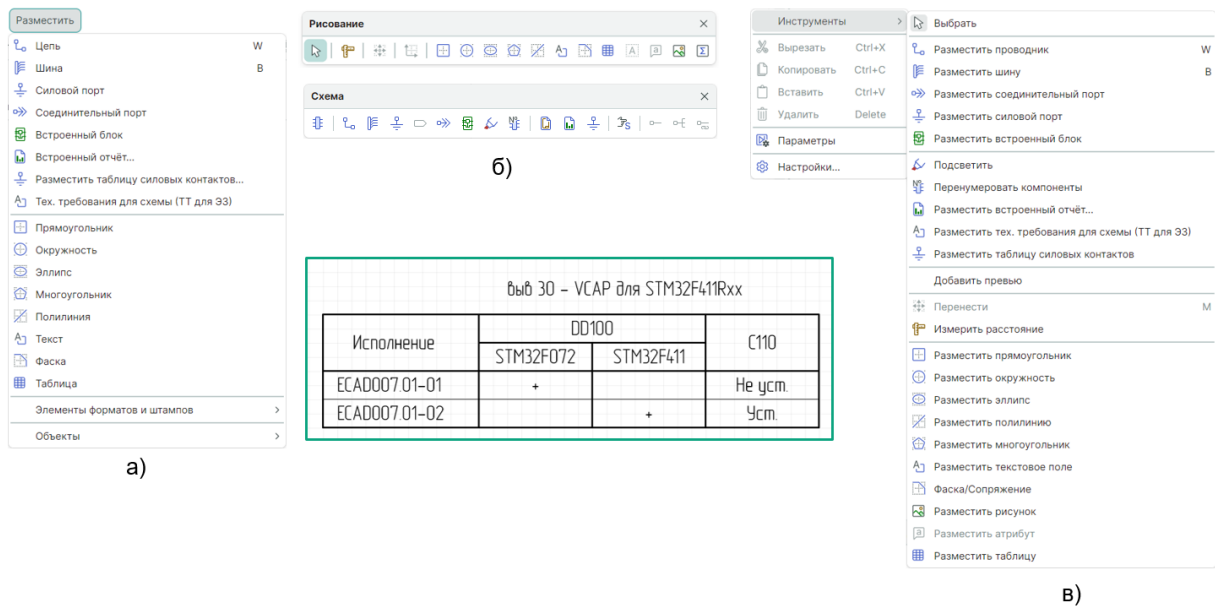 Разместить
Цепь W
Шина B
Силовой порт
Соединительный порт
Встроенный блок
Встроенный отчёт...
Разместить таблицу силовых контактов...
Тех. требования для схемы (ТТ для Э3)
Прямоугольник
Окружность
Эллипс
Многоугольник
Полилиния
Текст
Фаска
Таблица
Элементы форматов и штампов
Объекты
а)
Рисование
Схема
б)
выв 30 – VCAP для STM32F411Rxx
Исполнение DD100 C110
STM32F072 STM32F411
ECAD007.01-01 + Не уст.
ECAD007.01-02 + Уст.
Инструменты
Вырезать Ctrl+X
Копировать Ctrl+C
Вставить Ctrl+V
Удалить Delete
Параметры
Настройки...
Выбрать
Разместить проводник W
Разместить шину B
Разместить соединительный порт
Разместить силовой порт
Разместить встроенный блок
Подсветить
Перенумеровать компоненты
Разместить встроенный отчёт...
Разместить тех. требования для схемы (ТТ для Э3)
Разместить таблицу силовых контактов
Добавить превью
Перенести M
Измерить расстояние
Разместить прямоугольник
Разместить окружность
Разместить эллипс
Разместить полилинию
Разместить многоугольник
Разместить текстовое поле
Фаска/Сопряжение
Разместить рисунок
Разместить атрибут
Разместить таблицу
в)